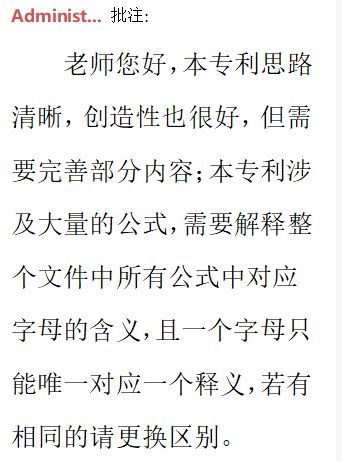 Administ... 批注:
老师您好,本专利思路
清晰,创造性也很好,但需
要完善部分内容;本专利涉
及大量的公式,需要解释整
个文件中所有公式中对应
字母的含义,且一个字母只
能唯一对应一个释义,若有
相同的请更换区别。